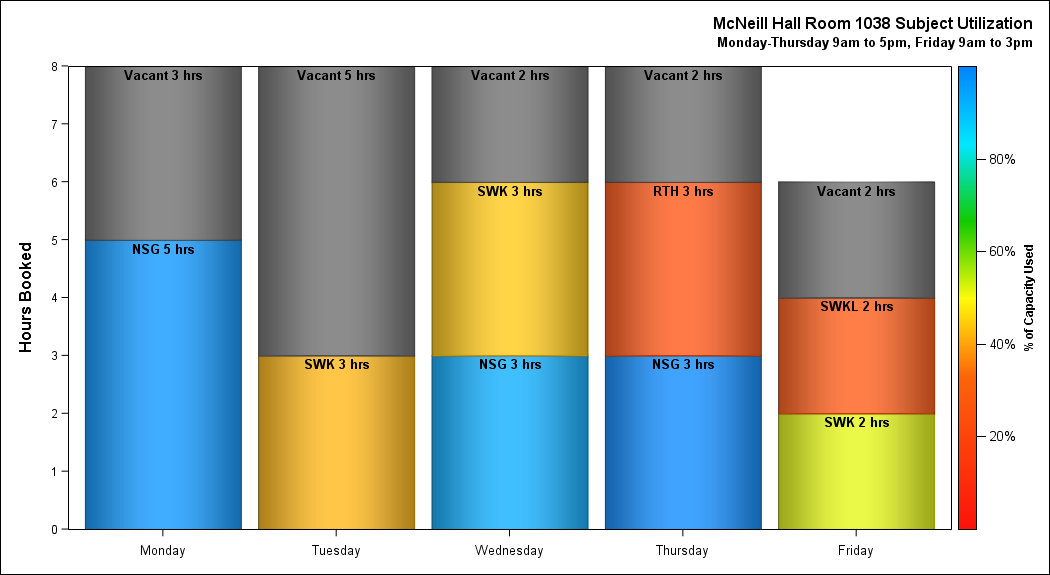 McNeill Hall Room 1038 Subject Utilization
Monday-Thursday 9am to 5pm, Friday 9am to 3pm
Hours Booked
8
7
6
5
4
3
2
1
0
Vacant 3 hrs
NSG 5 hrs
Vacant 5 hrs
SWK 3 hrs
Vacant 2 hrs
SWK 3 hrs
NSG 3 hrs
Vacant 2 hrs
RTH 3 hrs
NSG 3 hrs
Vacant 2 hrs
SWKL 2 hrs
SWK 2 hrs
Monday
Tuesday
Wednesday
Thursday
Friday
80%
60%
40%
20%
% of Capacity Used